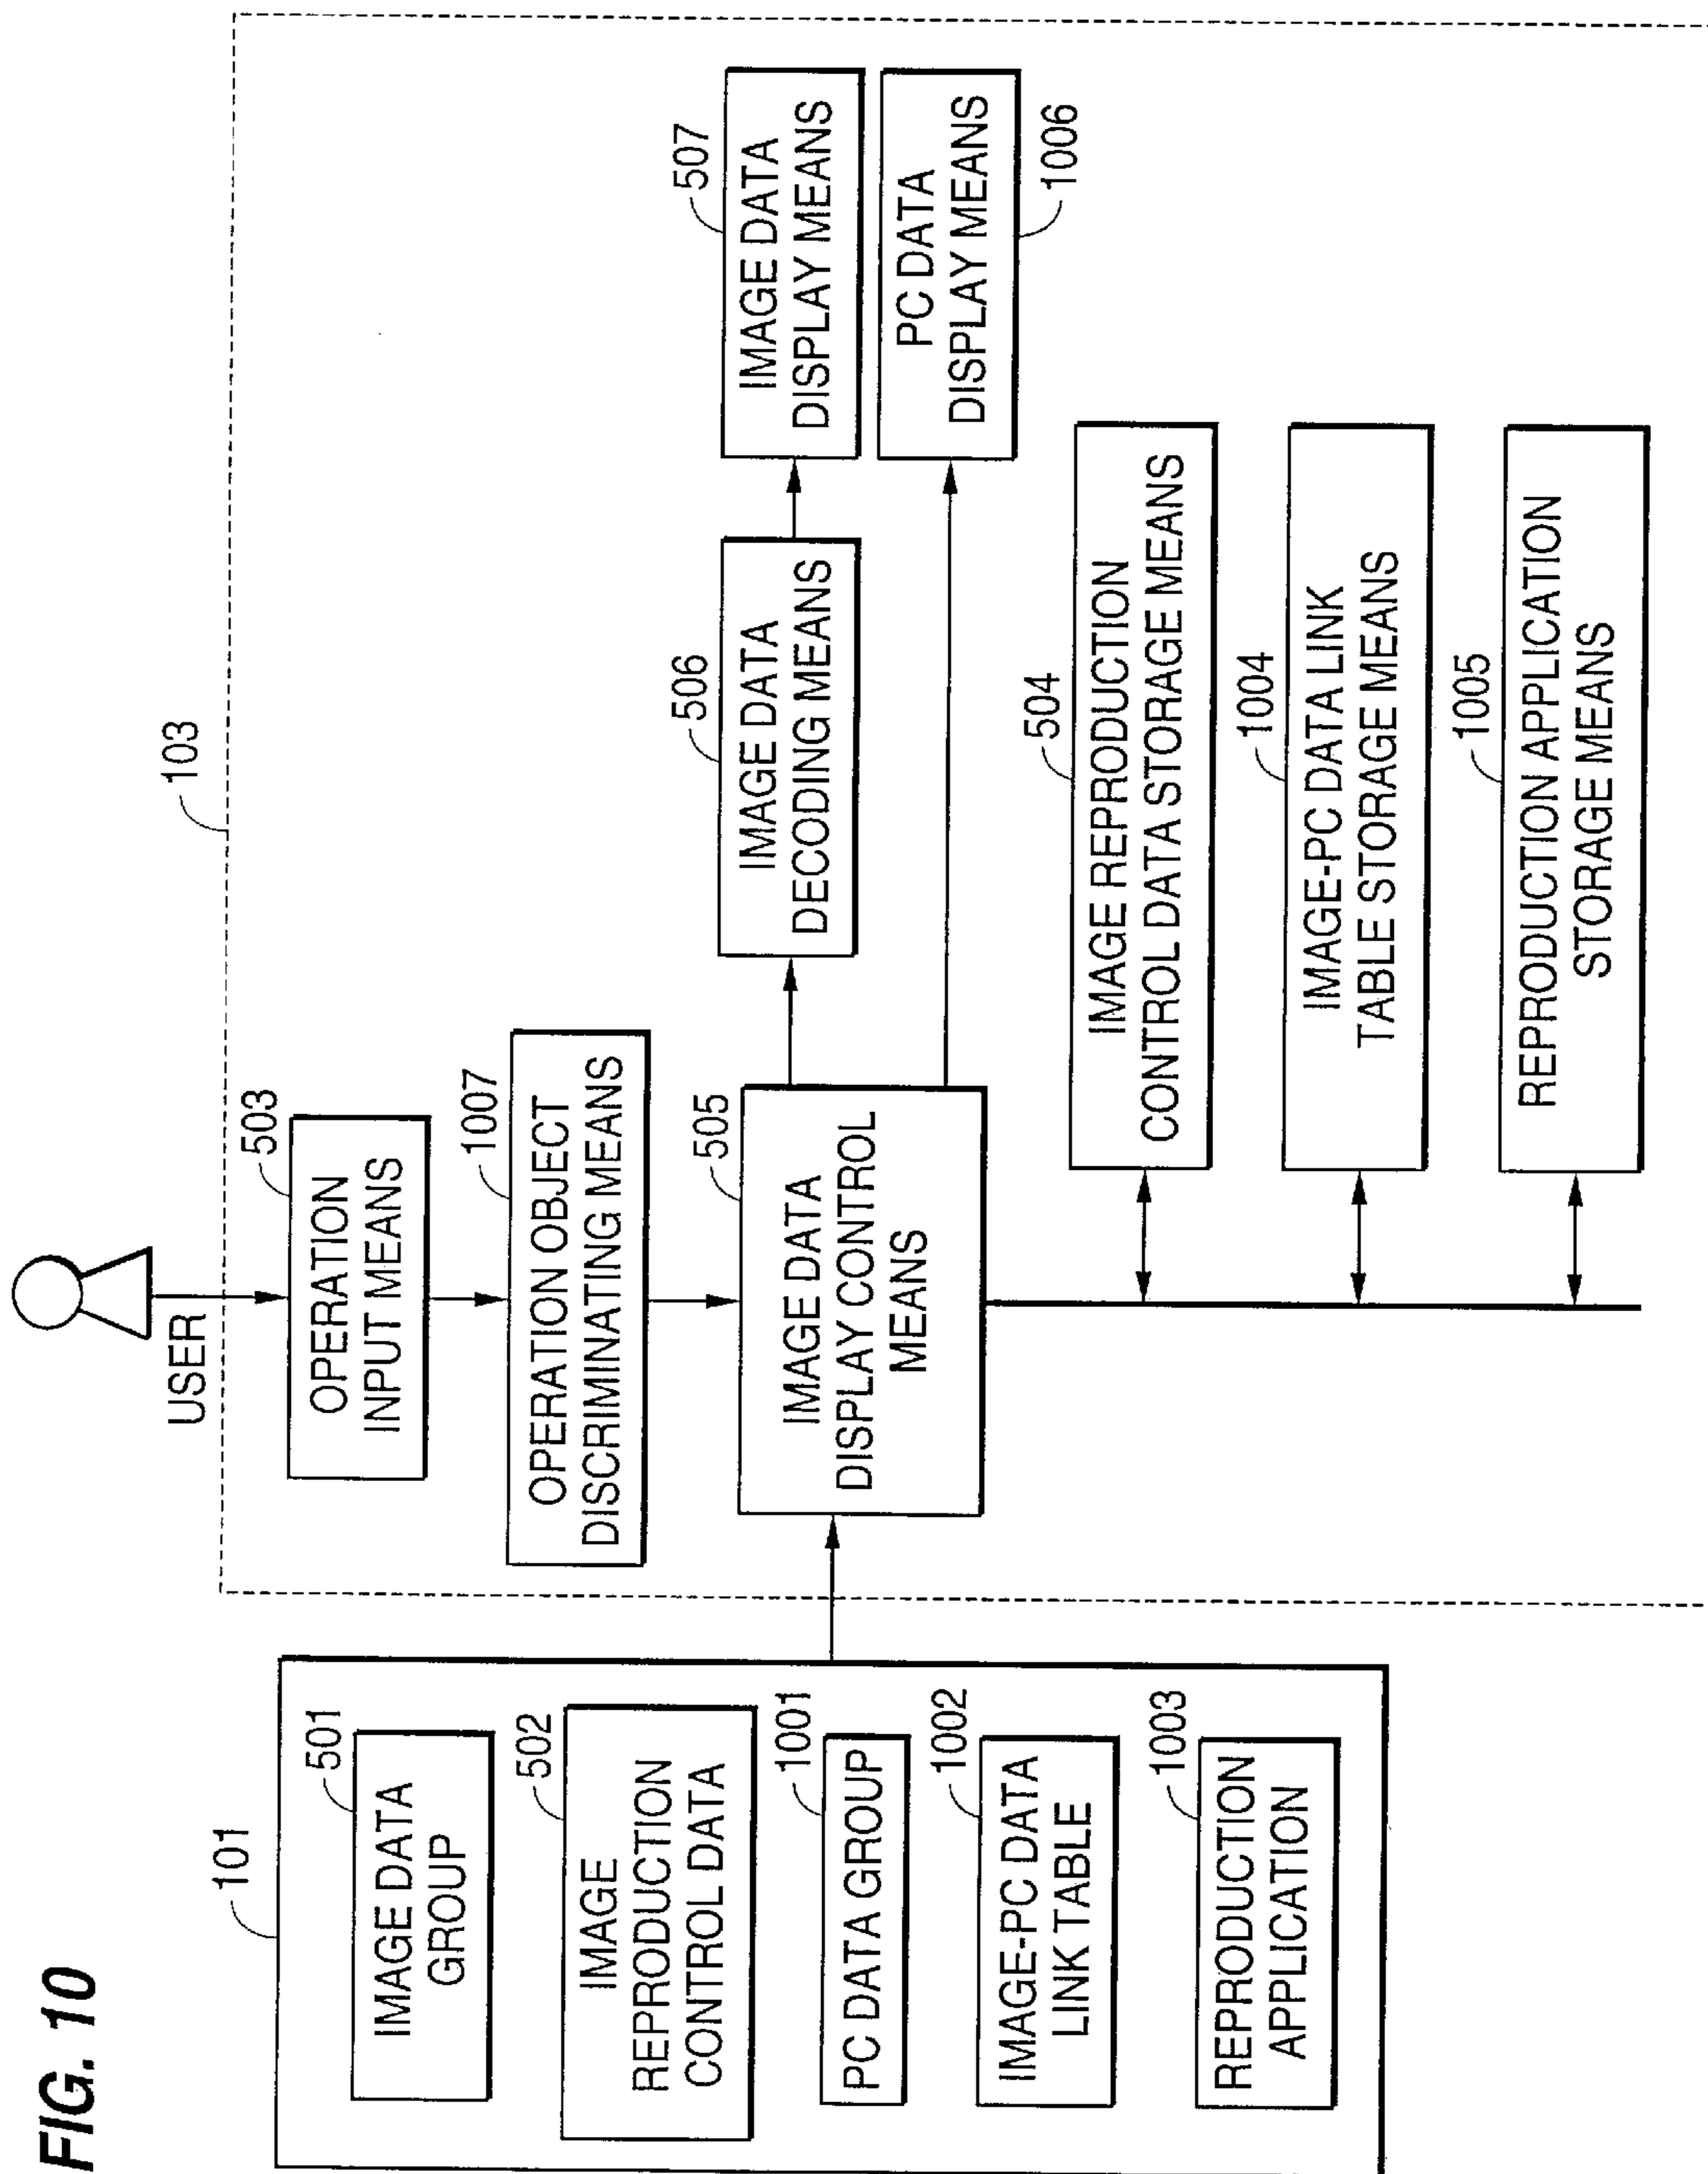 FIG. 10
101
501
IMAGE DATA
GROUP
502
IMAGE
REPRODUCTION
CONTROL DATA
1001
PC DATA GROUP
1002
IMAGE-PC DATA
LINK TABLE
1003
REPRODUCTION
APPLICATION
USER
103
503
OPERATION
INPUT MEANS
1007
OPERATION OBJECT
DISCRIMINATING MEANS
505
IMAGE DATA
DISPLAY CONTROL
MEANS
506
IMAGE DATA
DECODING MEANS
507
IMAGE DATA
DISPLAY MEANS
PC DATA
DISPLAY MEANS
1006
504
IMAGE REPRODUCTION
CONTROL DATA STORAGE MEANS
1004
IMAGE-PC DATA LINK
TABLE STORAGE MEANS
1005
REPRODUCTION APPLICATION
STORAGE MEANS